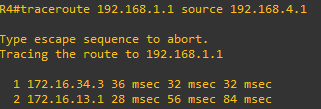 R4#traceroute 192.168.1.1 source 192.168.4.1
Type escape sequence to abort.
Tracing the route to 192.168.1.1
1 172.16.34.3 36 msec 32 msec 32 msec
2 172.16.13.1 28 msec 56 msec 84 msec